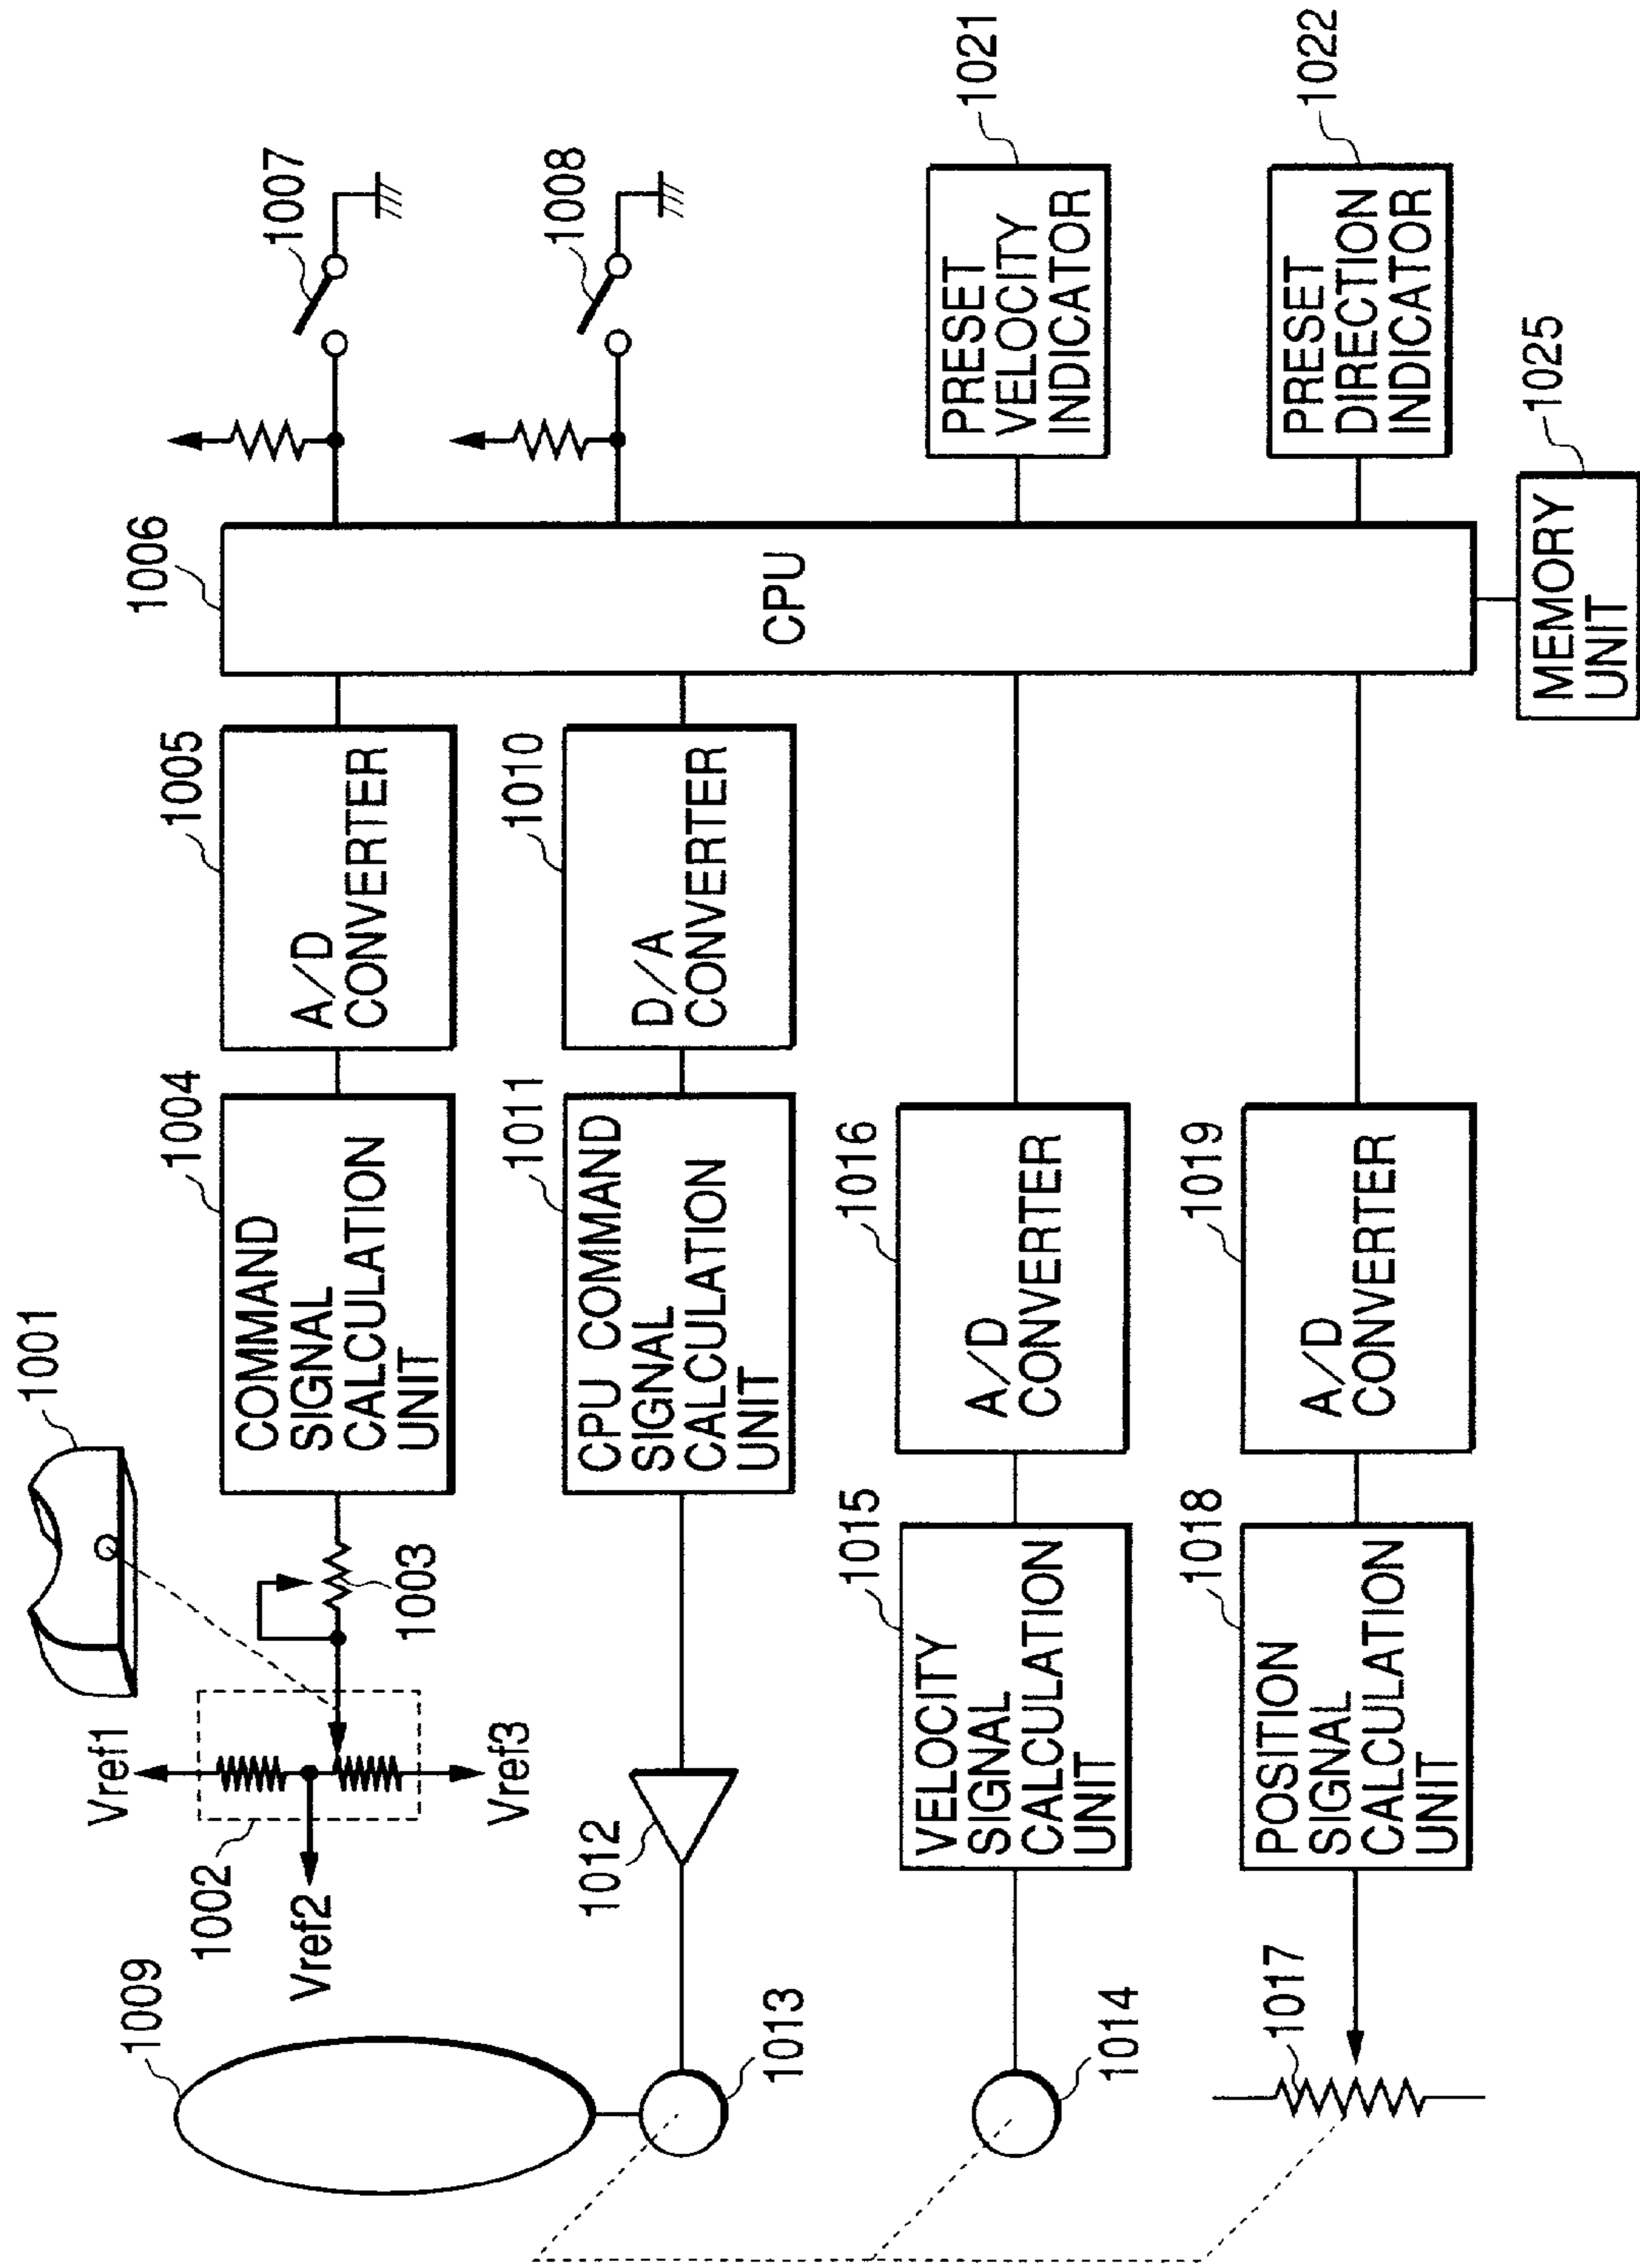 1001
1009
1002
Vref1
Vref2
Vref3
1003
1004
COMMAND
SIGNAL
CALCULATION
UNIT
1005
A/D
CONVERTER
1006
CPU
1007
1008
1012
1013
1011
CPU COMMAND
SIGNAL
CALCULATION
UNIT
1010
D/A
CONVERTER
1014
1015
VELOCITY
SIGNAL
CALCULATION
UNIT
1016
A/D
CONVERTER
1021
PRESET
VELOCITY
INDICATOR
1017
1018
POSITION
SIGNAL
CALCULATION
UNIT
1019
A/D
CONVERTER
1022
PRESET
DIRECTION
INDICATOR
1025
MEMORY
UNIT